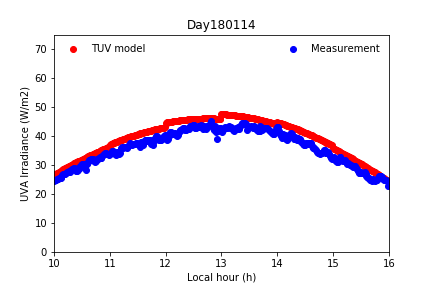 Day180114
TUV model
Measurement
UVA Irradiance (W/m2)
70
60
50
40
30
20
10
0
10 11 12 13 14 15 16
Local hour (h)